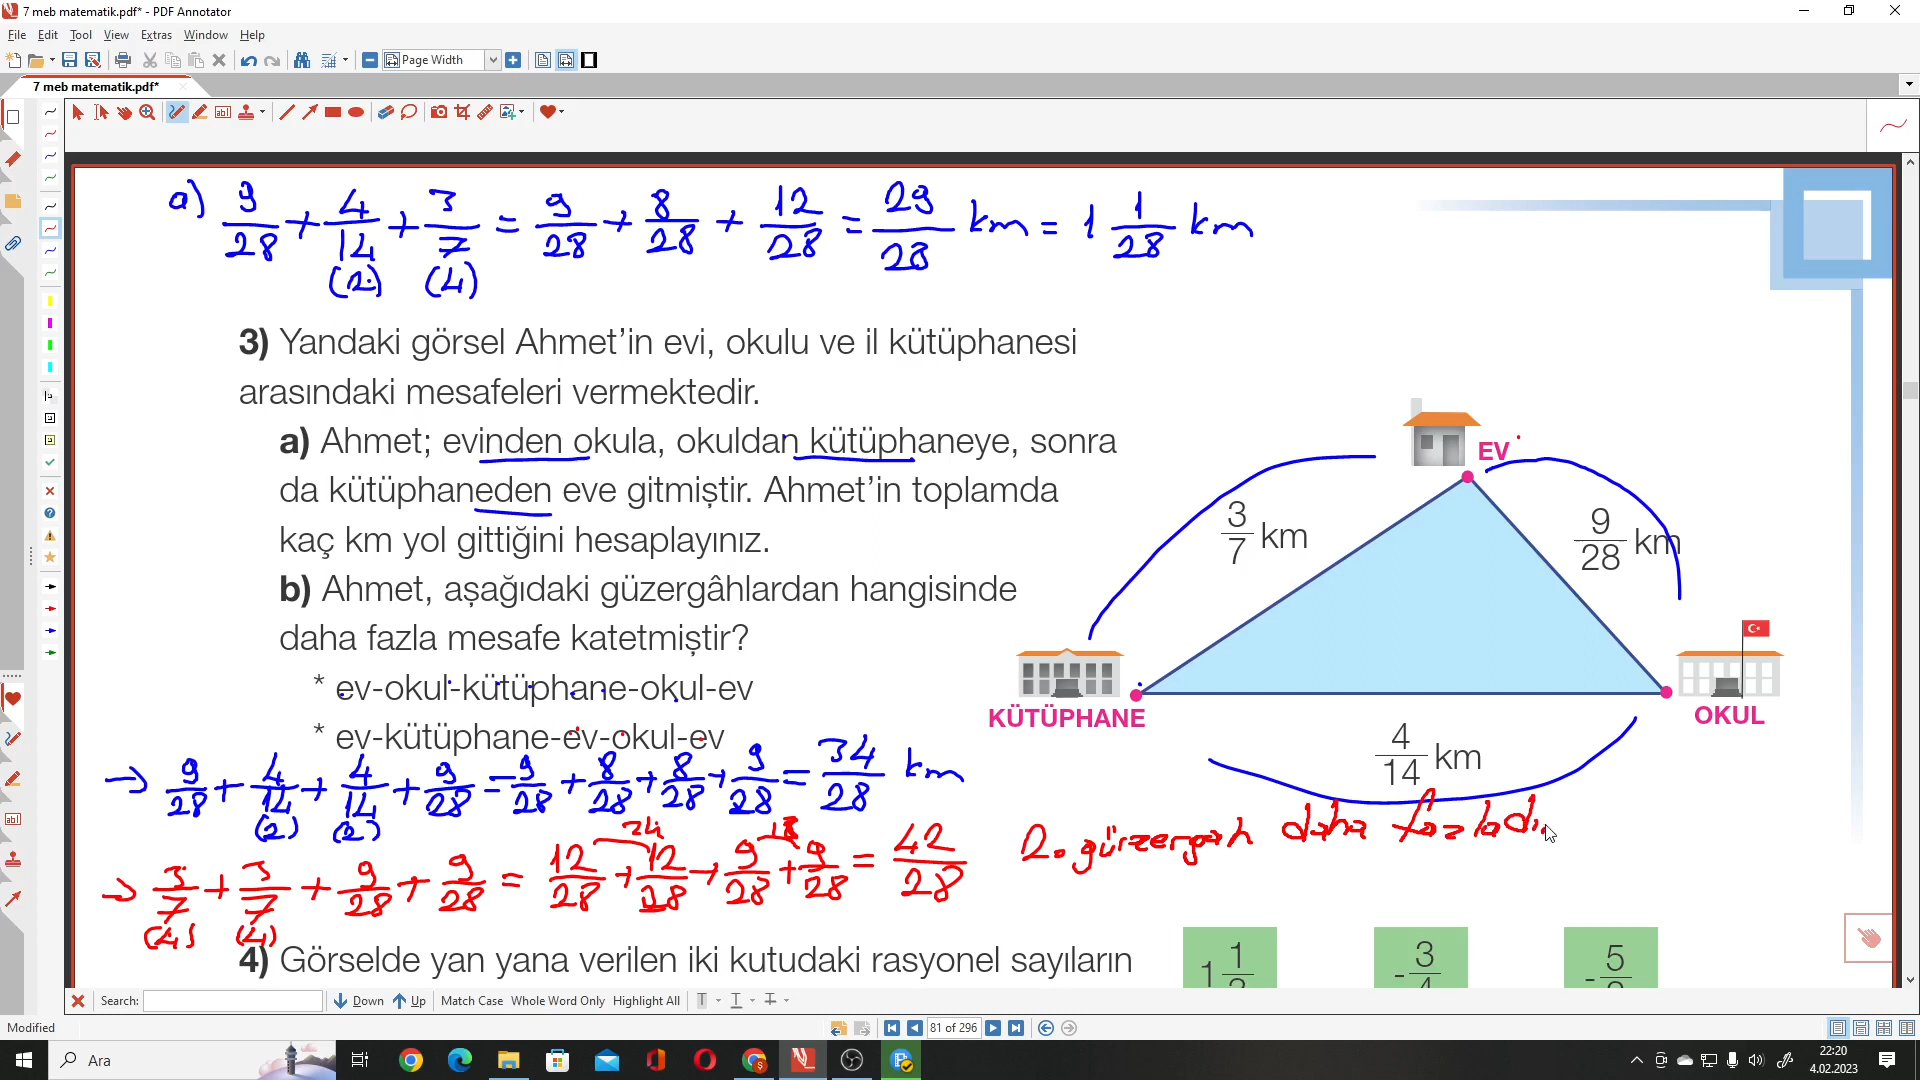 7 meb matematik.pdf* - PDF Annotator
File Edit Tool View Extras Window Help
Page Width
7 meb matematik.pdf*
a) 9/28 + 4/14 + 3/7 = 9/28 + 8/28 + 12/28 = 29/28 km = 1 1/28 km
(2) (4)
3) Yandaki görsel Ahmet’in evi, okulu ve il kütüphanesi
arasındaki mesafeleri vermektedir.
a) Ahmet; evinden okula, okuldan kütüphaneye, sonra
da kütüphaneden eve gitmiştir. Ahmet’in toplamda
kaç km yol gittiğini hesaplayınız.
b) Ahmet, aşağıdaki güzergâhlardan hangisinde
daha fazla mesafe katetmiştir?
* ev-okul-kütüphane-okul-ev
* ev-kütüphane-ev-okul-ev
EV
3/7 km
9/28 km
KÜTÜPHANE
OKUL
4/14 km
→ 9/28 + 4/14 + 4/14 + 9/28 = 9/28 + 8/28 + 8/28 + 9/28 = 34/28 km
(2) (2)
24 18
→ 3/7 + 3/7 + 9/28 + 9/28 = 12/28 + 12/28 + 9/28 + 9/28 = 42/28
(4) (4)
2. gürzergah daha fazladı
4) Görselde yan yana verilen iki kutudaki rasyonel sayıların
Search: Down Up Match Case Whole Word Only Highlight All
Modified
81 of 296
Ara
22:20
4.02.2023